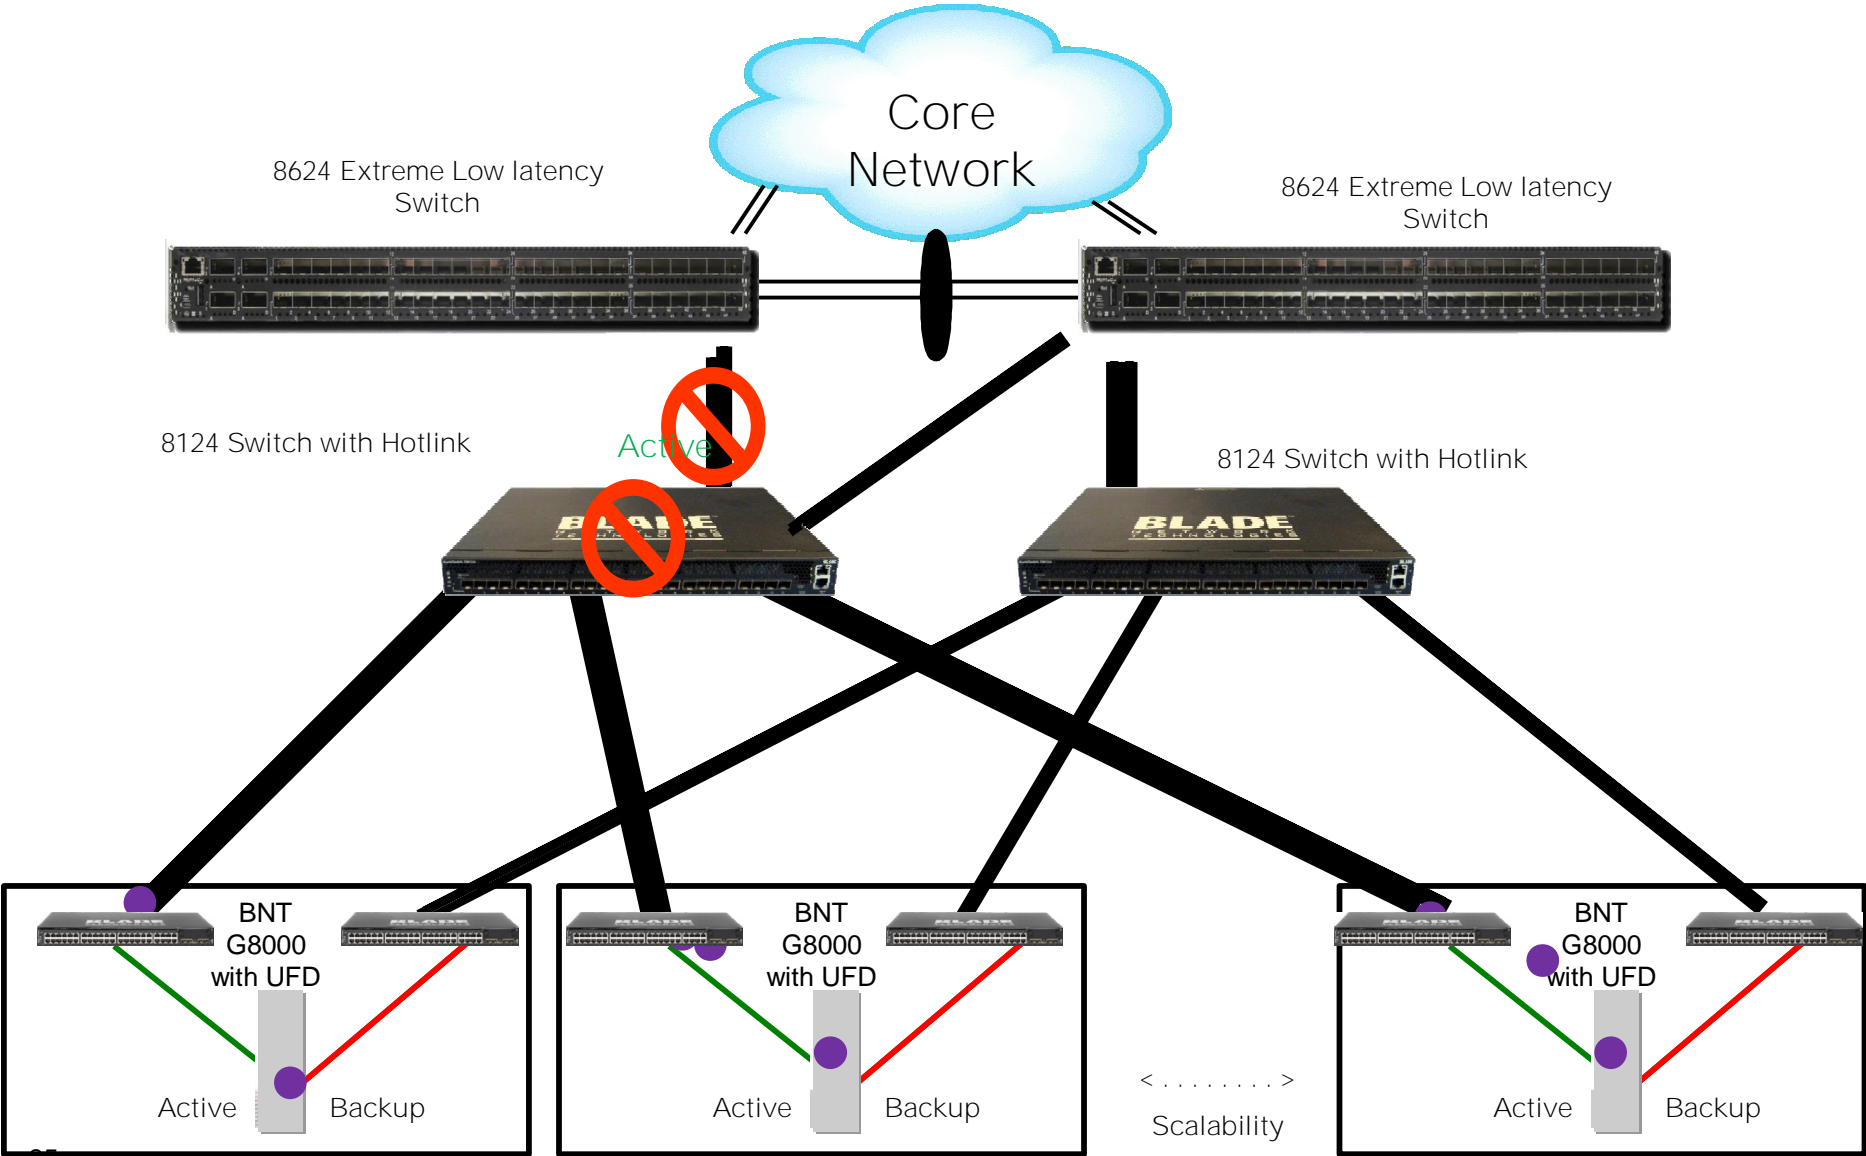 Core
Network
8624 Extreme Low latency
Switch
8624 Extreme Low latency
Switch
8124 Switch with Hotlink
Active
8124 Switch with Hotlink
BLADE
BLADE
TECHNOLOGIES
BNT
G8000
with UFD
BNT
G8000
with UFD
BNT
G8000
with UFD
Active
Backup
Active
Backup
< . . . . . . . . >
Scalability
Active
Backup